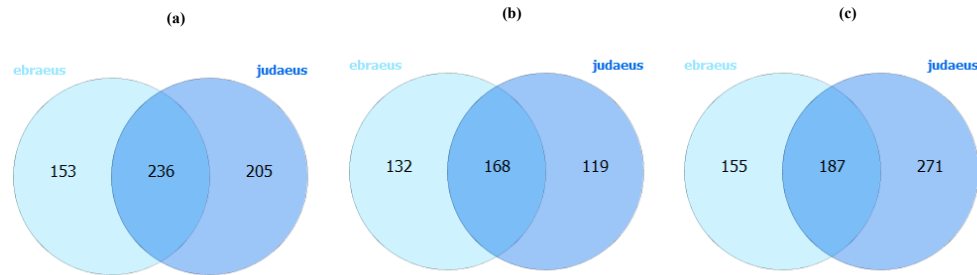 (a)
ebraeus judaeus
153 236 205
(b)
ebraeus judaeus
132 168 119
(c)
ebraeus judaeus
155 187 271